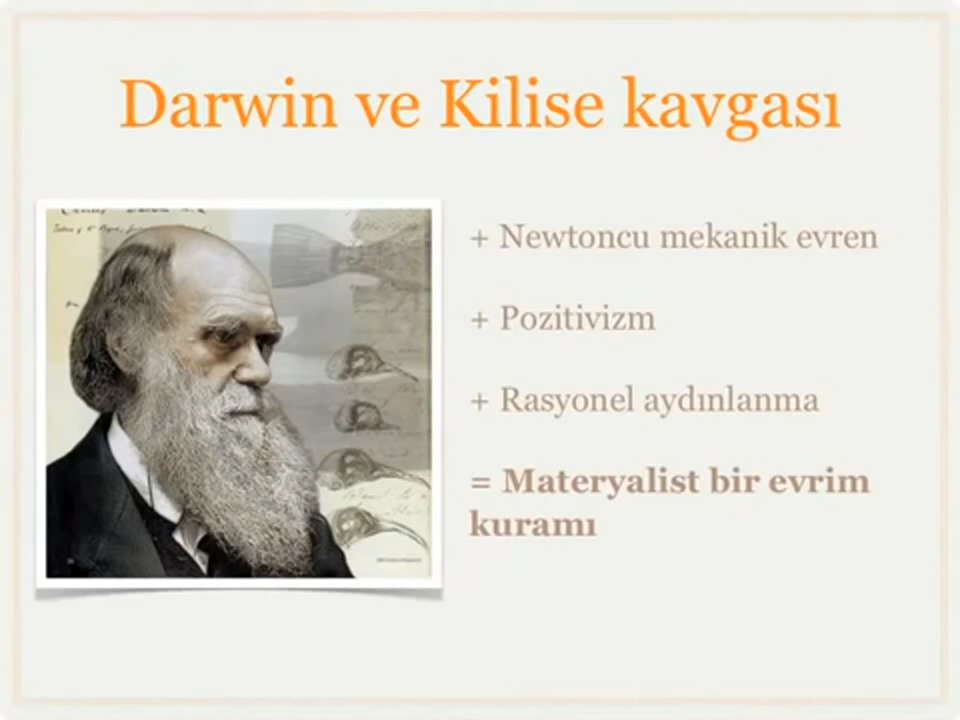 Darwin ve Kilise kavgası
+ Newtoncu mekanik evren
+ Pozitivizm
+ Rasyonel aydınlanma
= Materyalist bir evrim
kuramı